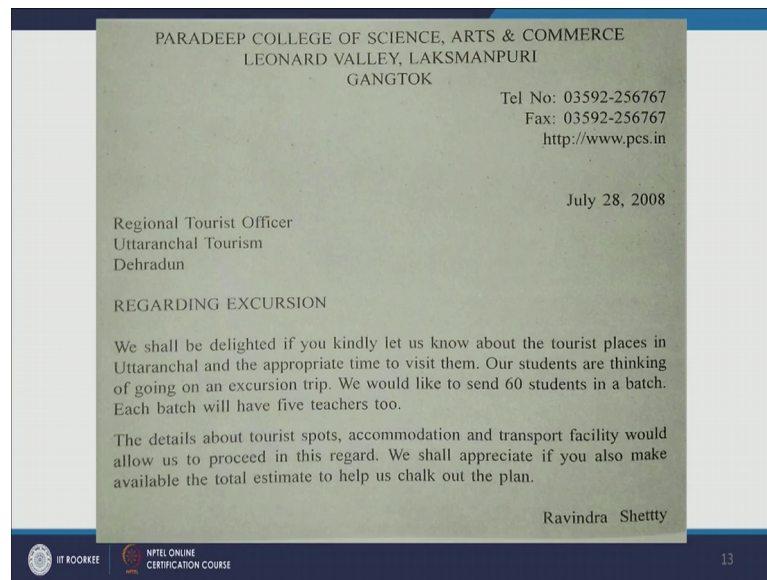 PARADEEP COLLEGE OF SCIENCE, ARTS & COMMERCE
LEONARD VALLEY, LAKSMANPURI
GANGTOK
Tel No: 03592-256767
Fax: 03592-256767
http://www.pcs.in
July 28, 2008
Regional Tourist Officer
Uttaranchal Tourism
Dehradun
REGARDING EXCURSION
We shall be delighted if you kindly let us know about the tourist places in
Uttaranchal and the appropriate time to visit them. Our students are thinking
of going on an excursion trip. We would like to send 60 students in a batch.
Each batch will have five teachers too.
The details about tourist spots, accommodation and transport facility would
allow us to proceed in this regard. We shall appreciate if you also make
available the total estimate to help us chalk out the plan.
Ravindra Shettty
IIT ROORKEE
NPTEL
NPTEL ONLINE
CERTIFICATION COURSE
13